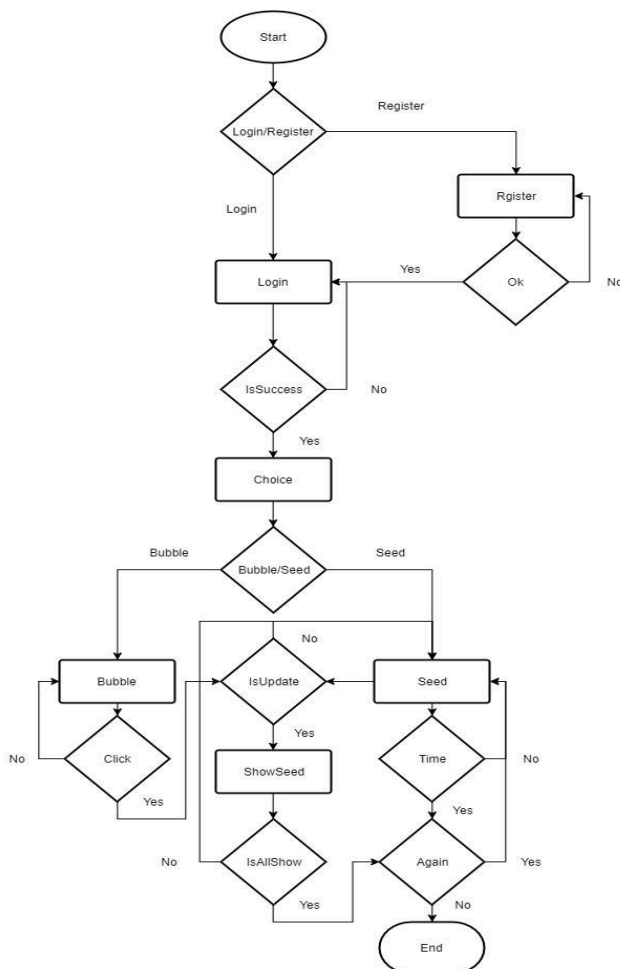 Start
Register
Login/Register
Rgister
Login
Yes
Login
Ok
No
IsSuccess
No
Yes
Choice
Bubble
Seed
Bubble/Seed
No
Bubble
IsUpdate
Seed
Yes
No
Click
ShowSeed
Time
No
Yes
Yes
No
IsAllShow
Again
Yes
Yes
No
End